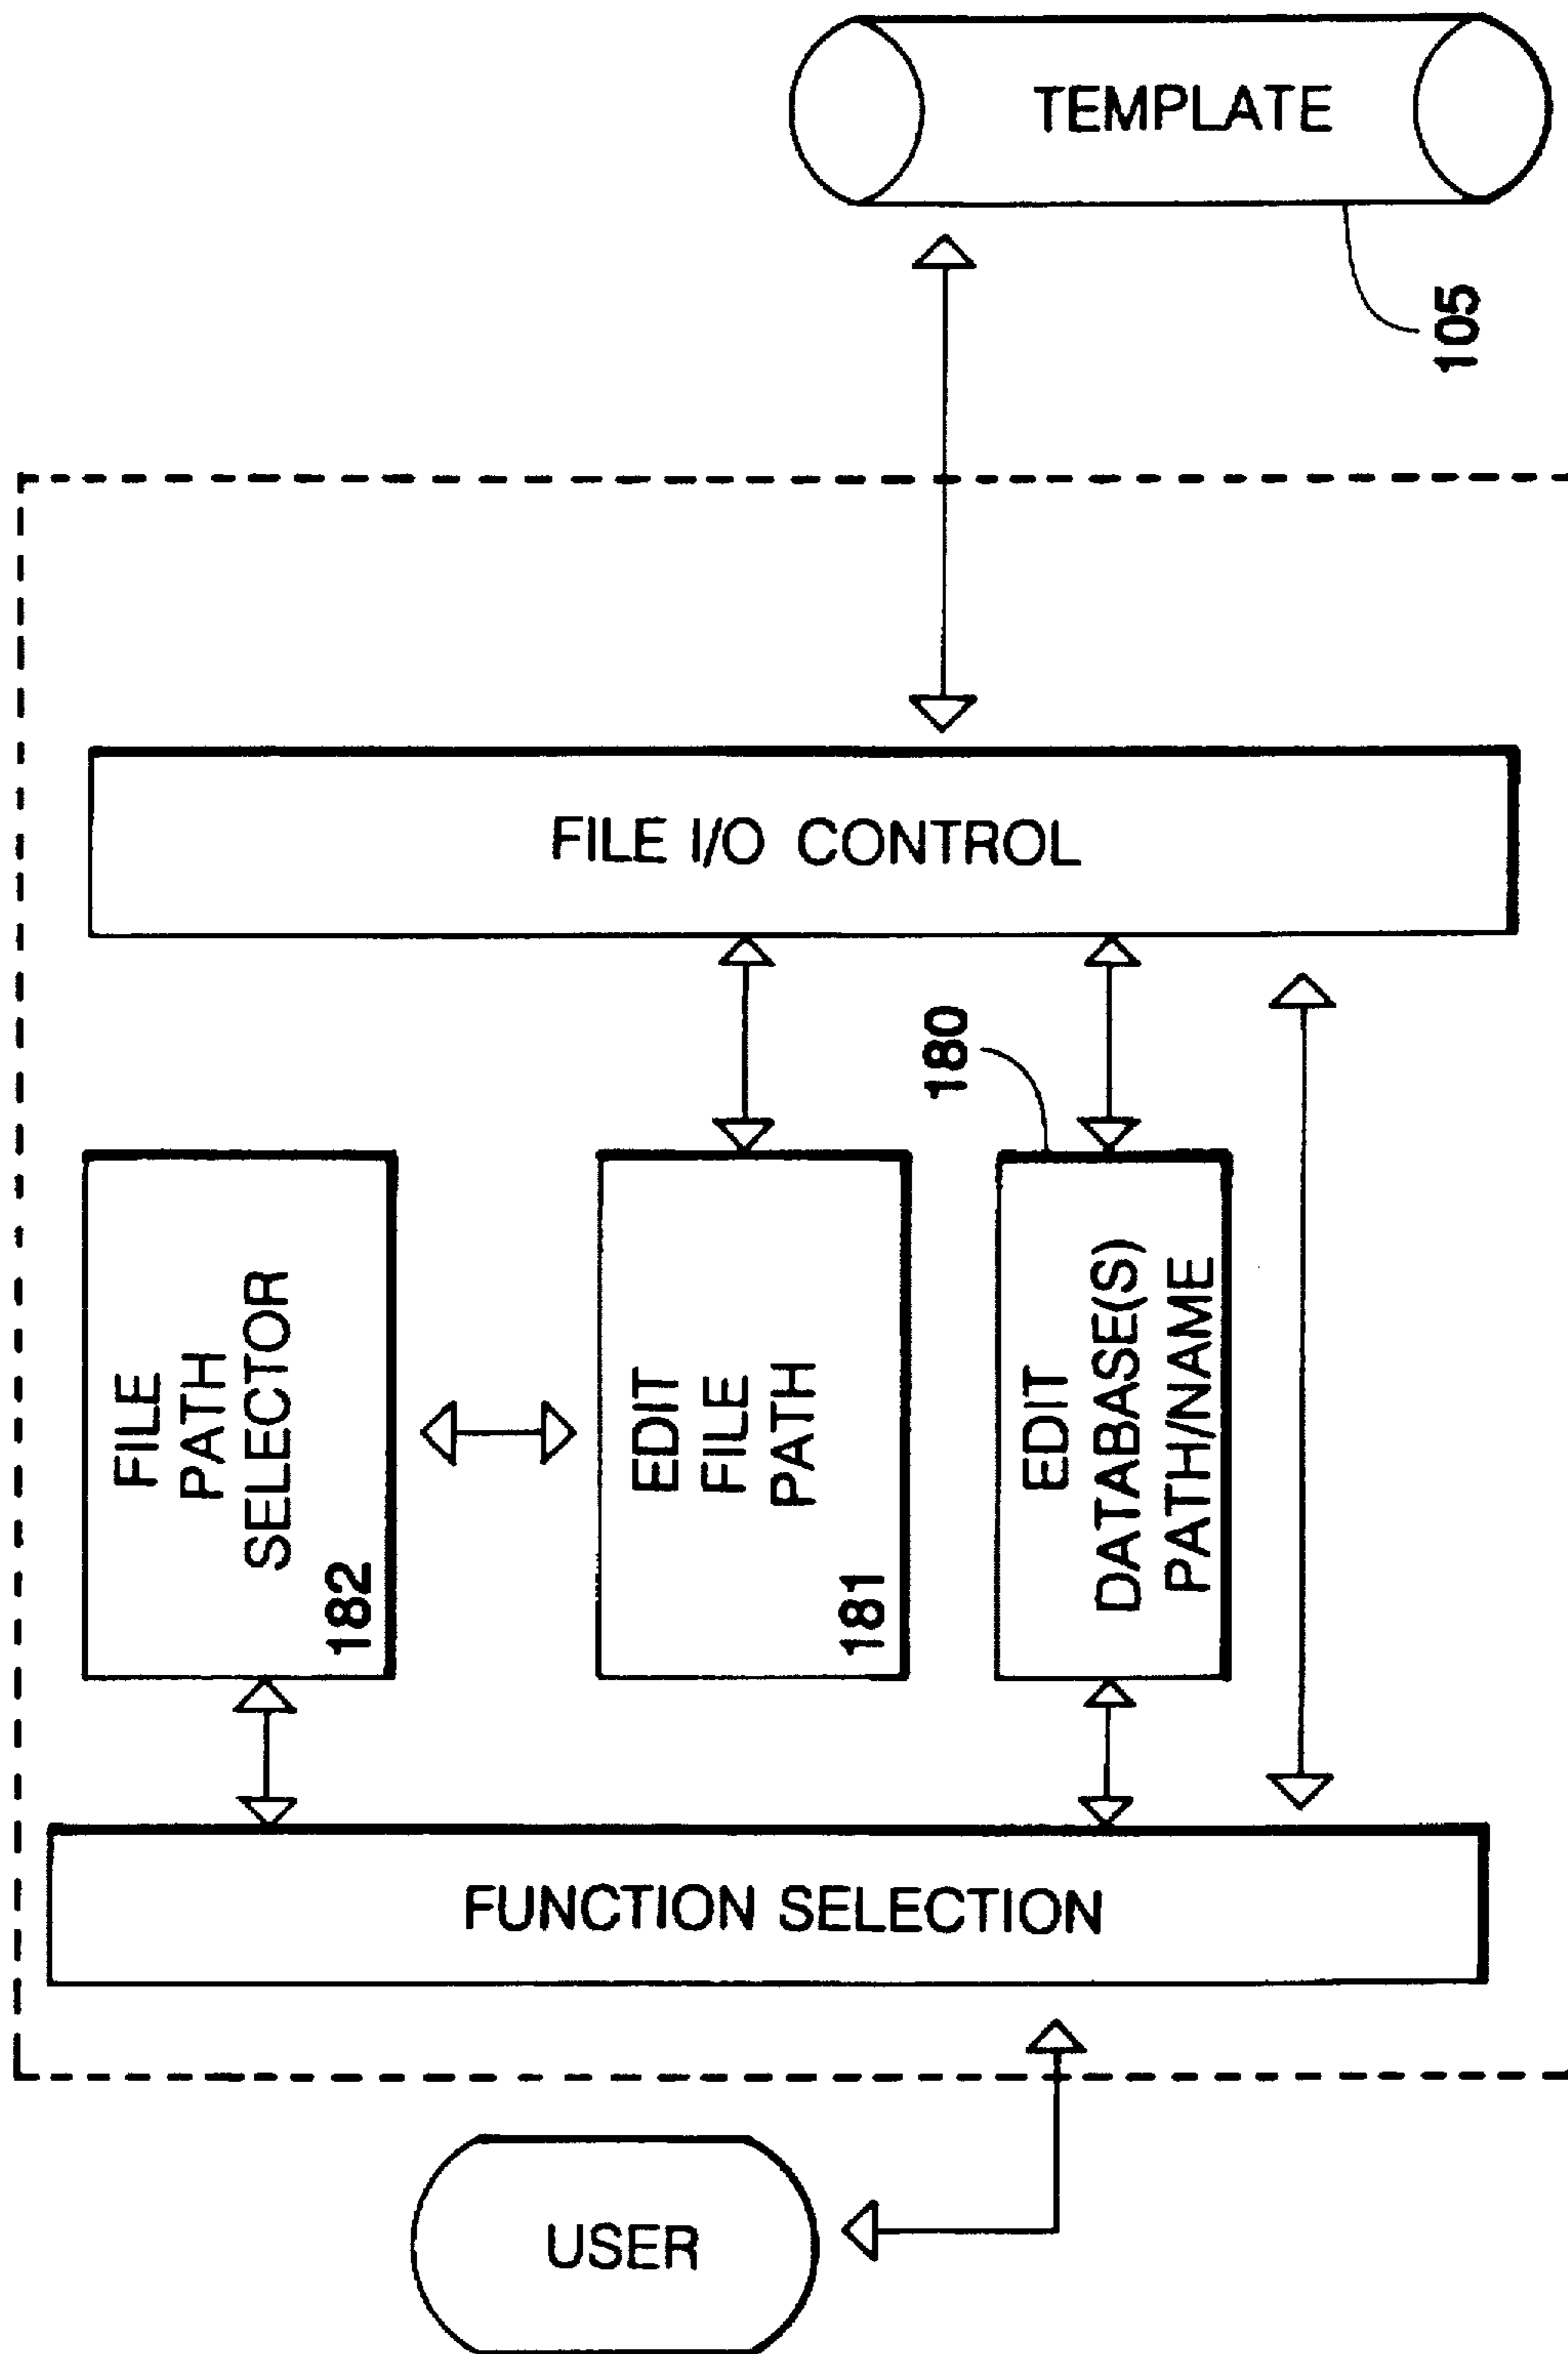 TEMPLATE
105
FILE I/O CONTROL
180
FILE
PATH
SELECTOR
182
EDIT
FILE
PATH
181
EDIT
DATABASE(S)
PATH/NAME
FUNCTION SELECTION
USER